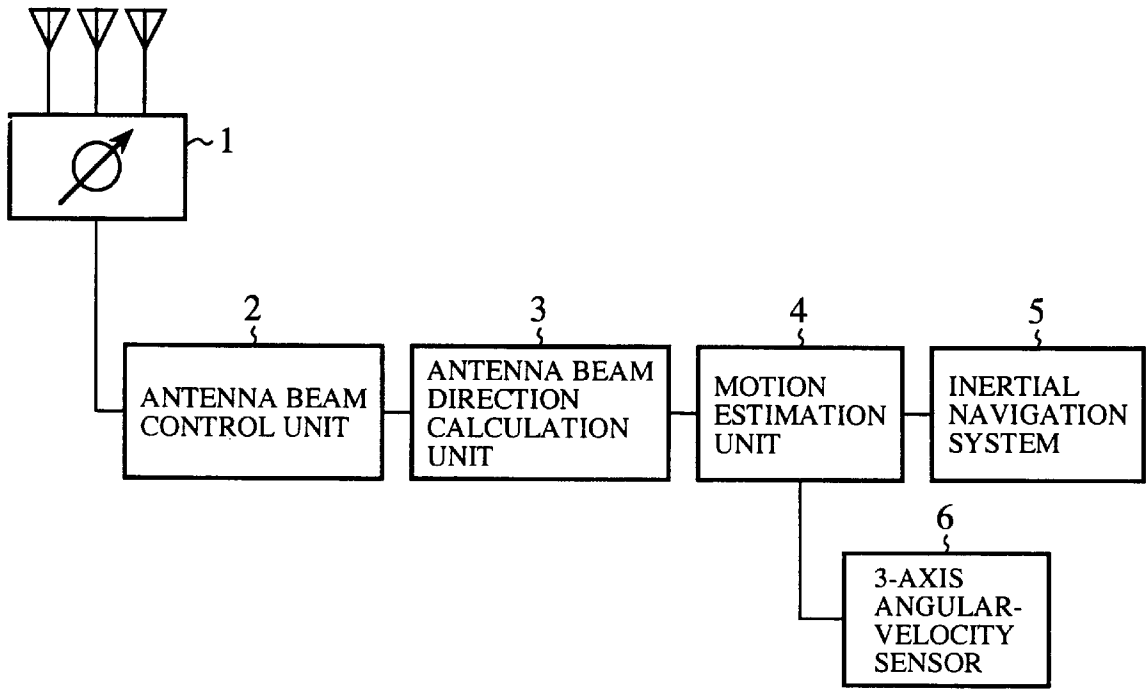 1
2
ANTENNA BEAM
CONTROL UNIT
3
ANTENNA BEAM
DIRECTION
CALCULATION
UNIT
4
MOTION
ESTIMATION
UNIT
5
INERTIAL
NAVIGATION
SYSTEM
6
3-AXIS
ANGULAR-
VELOCITY
SENSOR